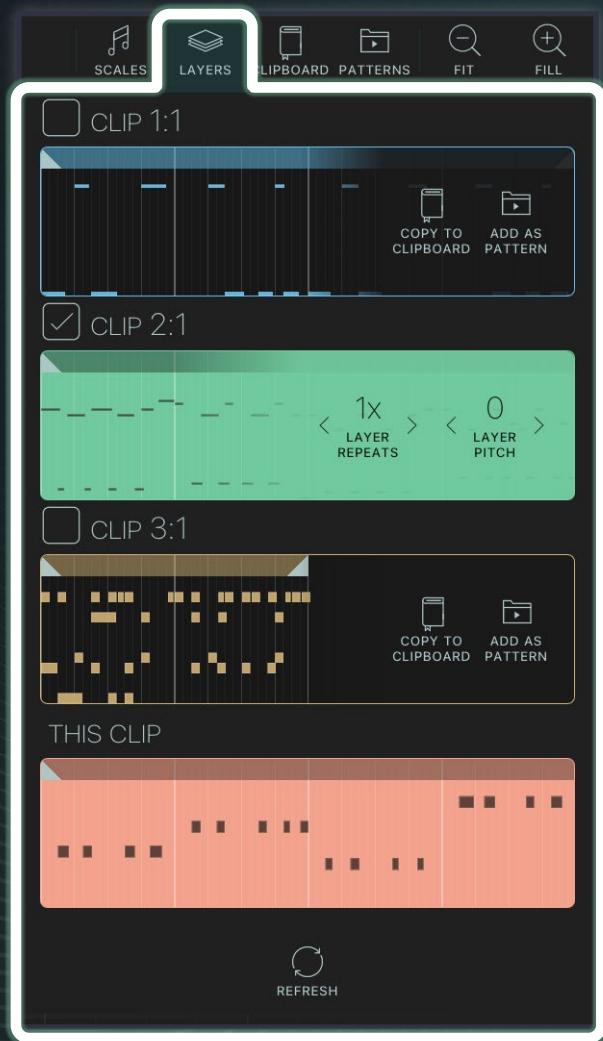 SCALES LAYERS CLIPBOARD PATTERNS FIT FILL
CLIP 1:1
COPY TO CLIPBOARD
ADD AS PATTERN
CLIP 2:1
1x
LAYER
REPEATS
0
LAYER
PITCH
CLIP 3:1
COPY TO
CLIPBOARD
ADD AS
PATTERN
THIS CLIP
REFRESH